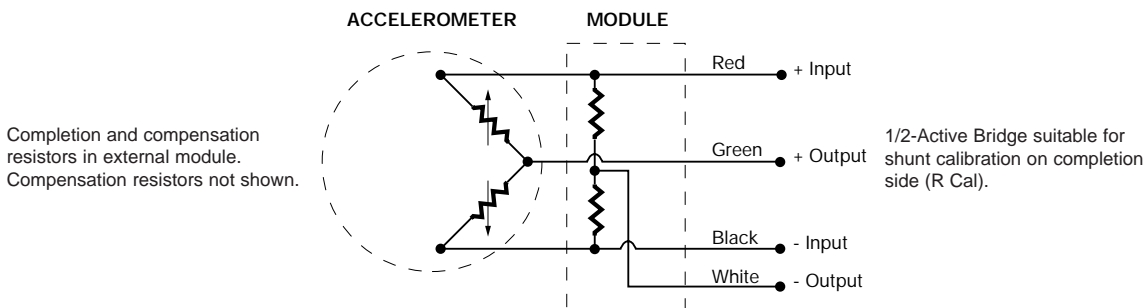 ACCELEROMETER
MODULE
Completion and compensation
resistors in external module.
Compensation resistors not shown.
Red
+ Input
Green
+ Output
Black
- Input
White
- Output
1/2-Active Bridge suitable for
shunt calibration on completion
side (R Cal).